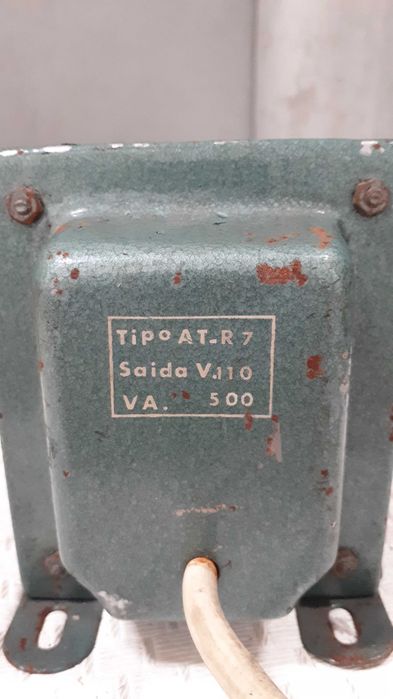 Tipo AT-R 7
Saida V.110
VA. 500